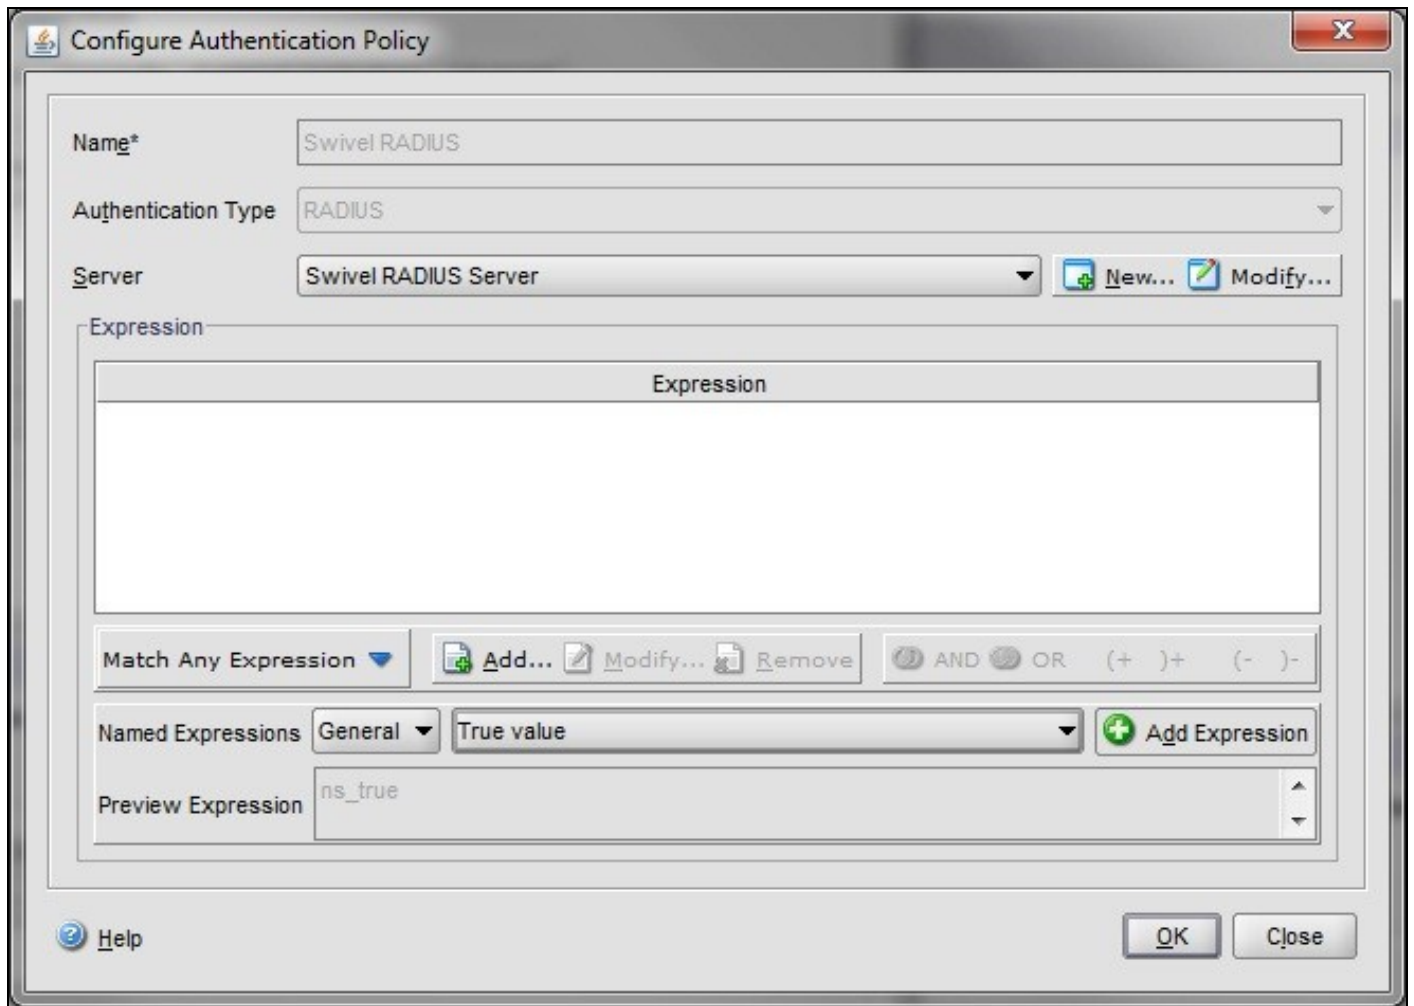 Configure Authentication Policy
Name* Swivel RADIUS
Authentication Type RADIUS
Server Swivel RADIUS Server New... Modify...
Expression
Expression
Match Any Expression Add... Modify... Remove AND OR (+ )+ (- )-
Named Expressions General True value Add Expression
Preview Expression ns_true
Help OK Close